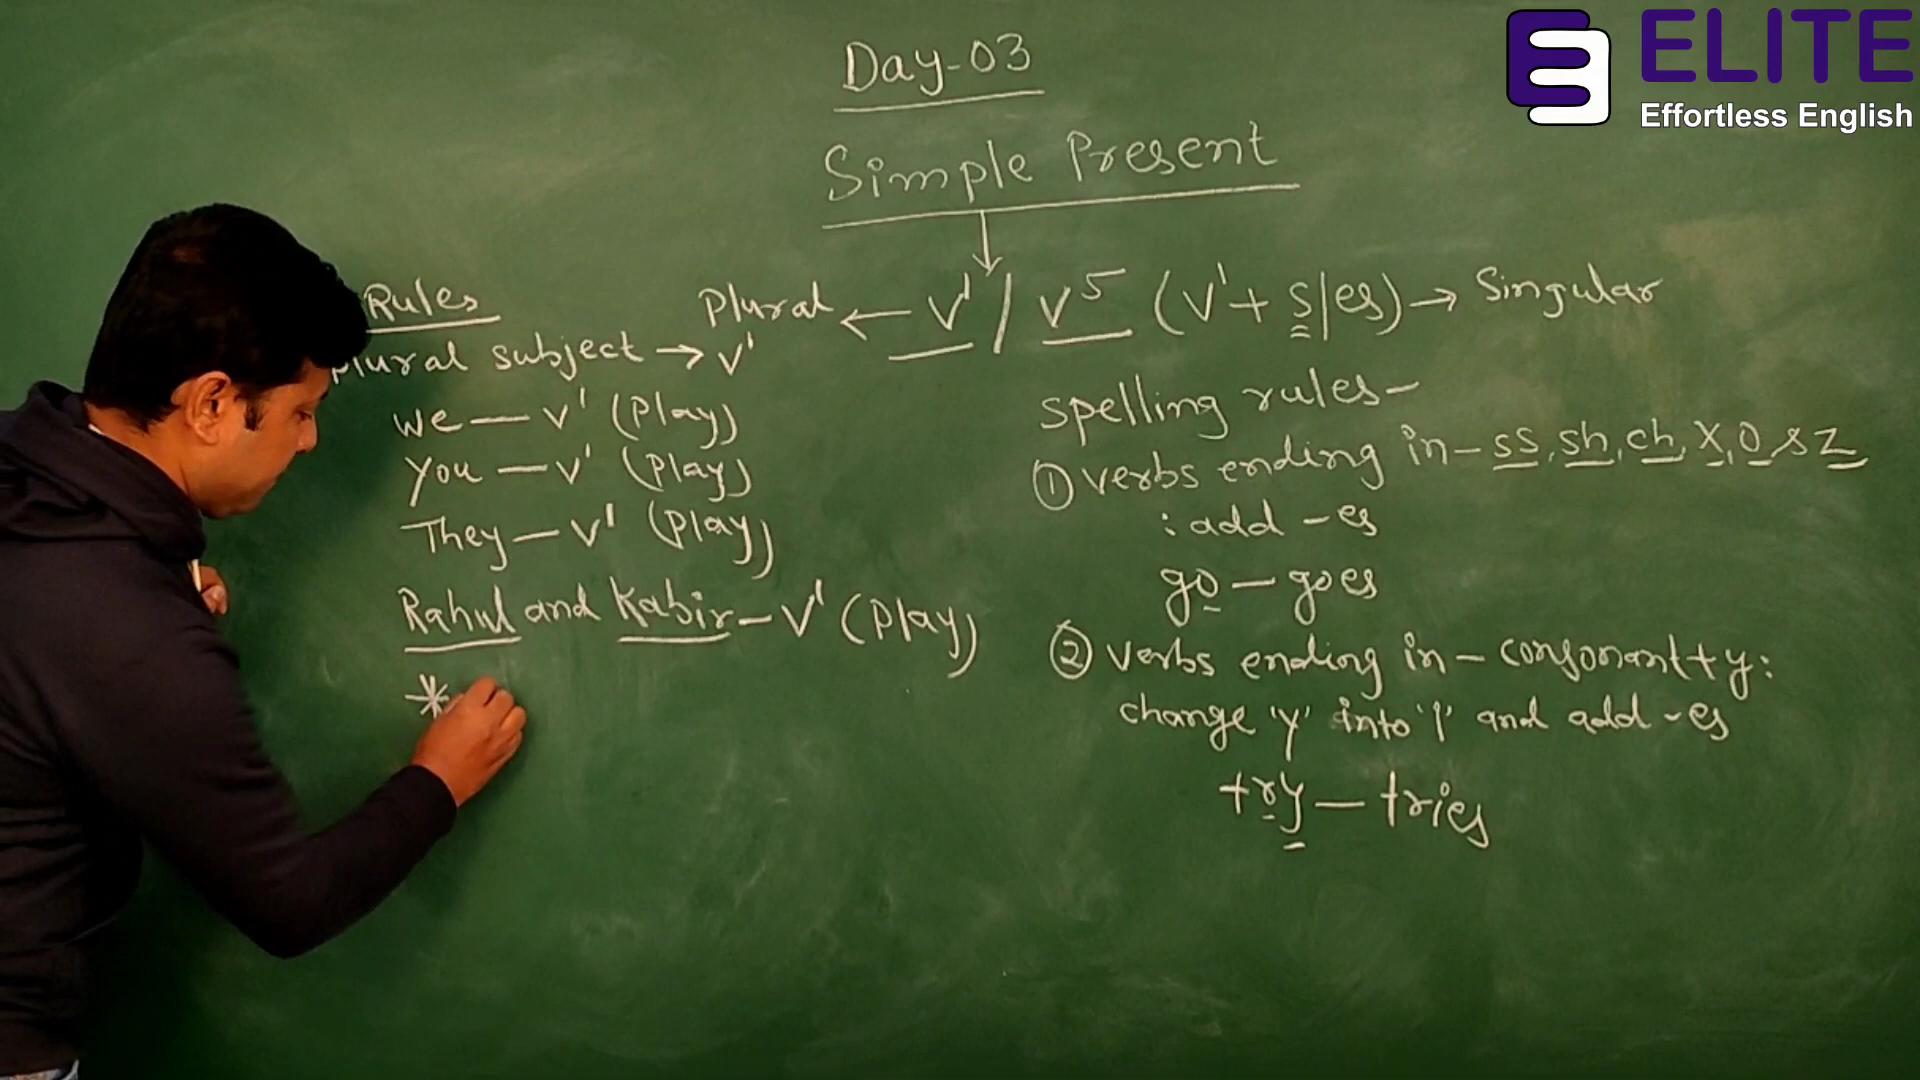 ELITE
Effortless English
Day-03
Simple Present
Plural ← V¹ / V⁵ (V¹ + s/es) → Singular
Rules
Plural subject → V¹
We — V¹ (Play)
You — V¹ (Play)
They — V¹ (Play)
Rahul and Kabir - V¹ (Play)
*
Spelling rules-
① Verbs ending in - ss, sh, ch, x, o, & z
: add -es
go — goes
② Verbs ending in - consonant + y:
change 'y' into 'i' and add -es
try — tries